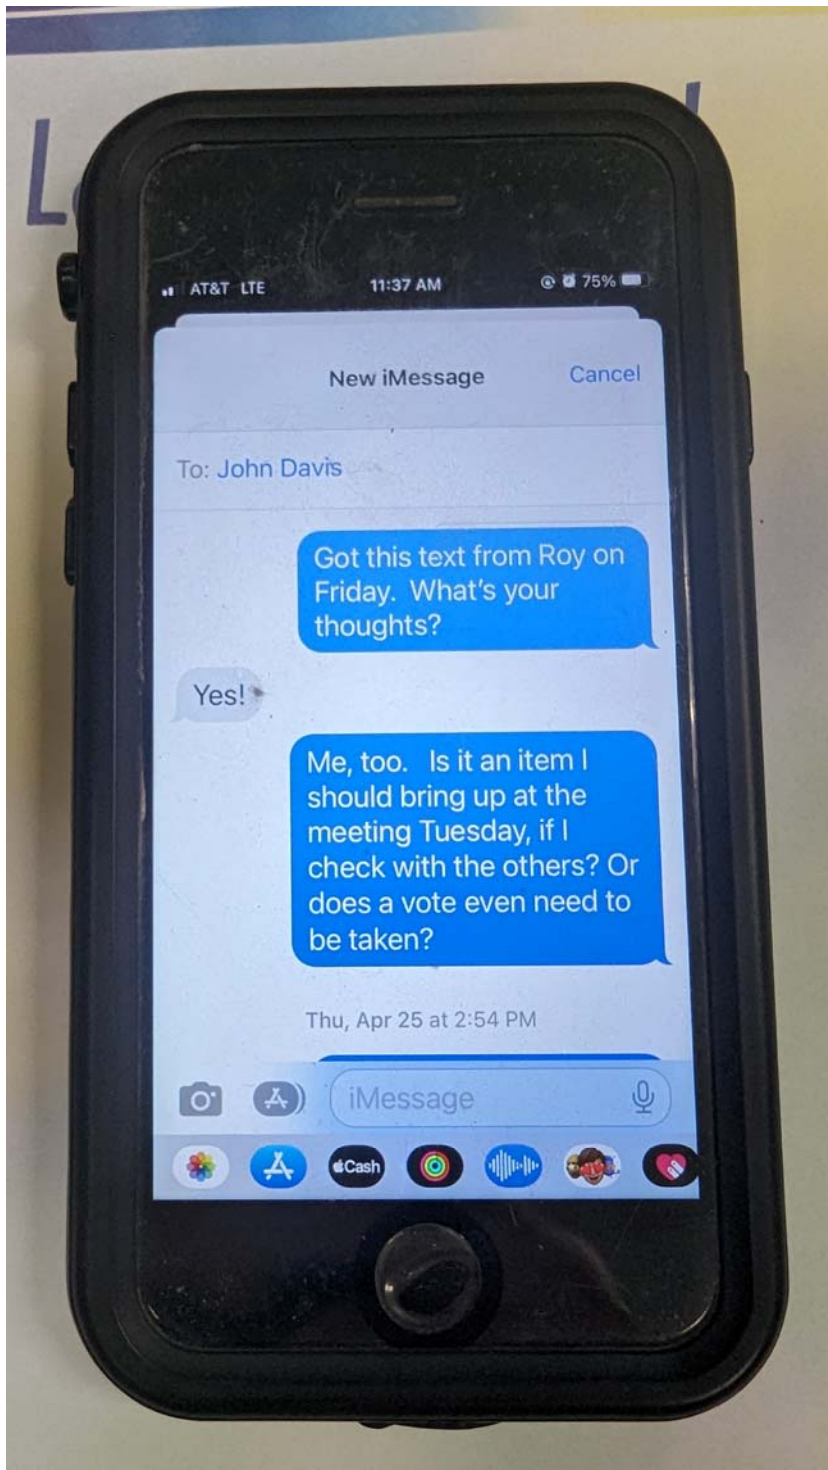 AT&T LTE 11:37 AM 75%
New iMessage Cancel
To: John Davis
Got this text from Roy on
Friday. What's your
thoughts?
Yes!
Me, too. Is it an item I
should bring up at the
meeting Tuesday, if I
check with the others? Or
does a vote even need to
be taken?
Thu, Apr 25 at 2:54 PM
iMessage
Cash